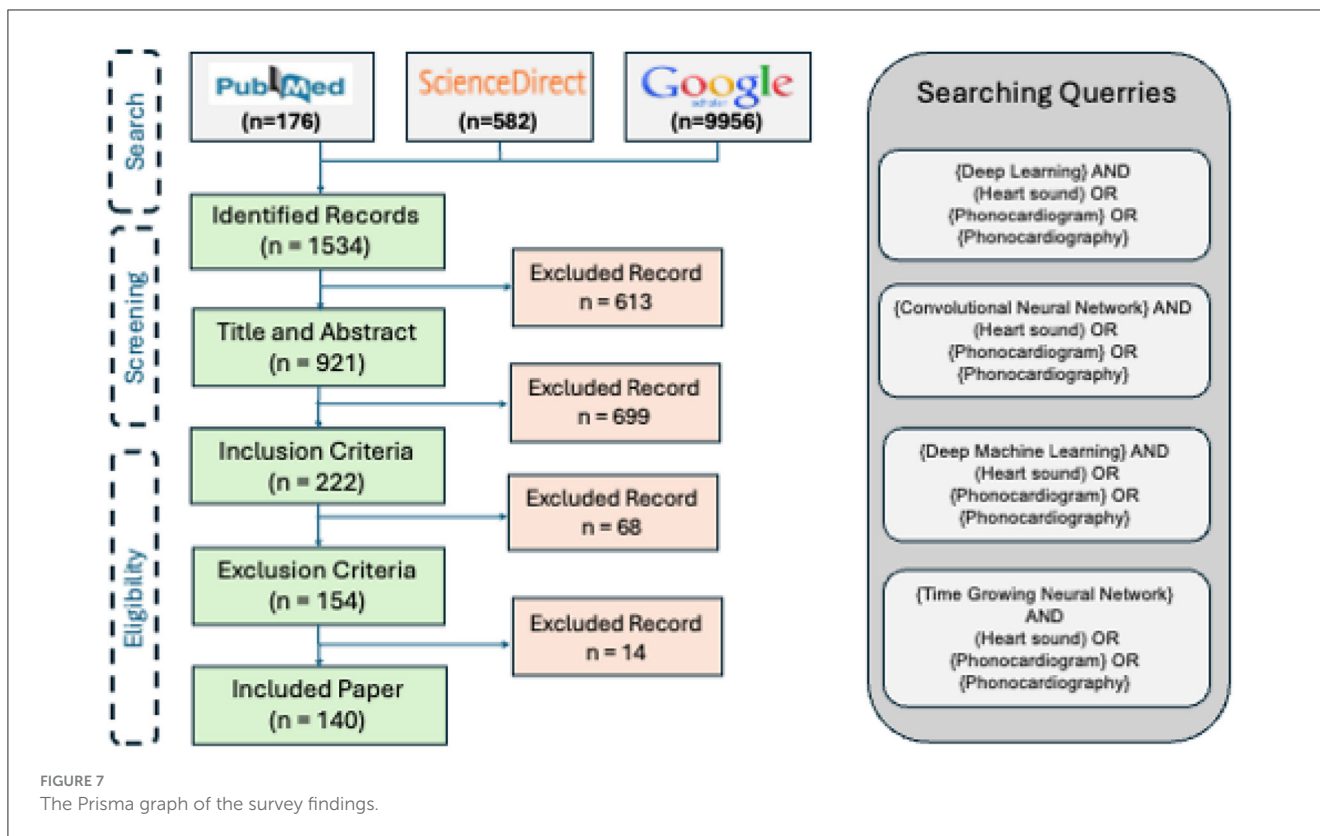 Search
PubMed
(n=176)
ScienceDirect
(n=582)
Google
scholar
(n=9956)
Identified Records
(n = 1534)
Screening
Excluded Record
n = 613
Title and Abstract
(n = 921)
Excluded Record
n = 699
Eligibility
Inclusion Criteria
(n = 222)
Excluded Record
n = 68
Exclusion Criteria
(n = 154)
Excluded Record
n = 14
Included Paper
(n = 140)
Searching Querries
{Deep Learning} AND
(Heart sound) OR
{Phonocardiogram} OR
{Phonocardiography}
{Convolutional Neural Network} AND
(Heart sound) OR
{Phonocardiogram} OR
{Phonocardiography}
{Deep Machine Learning} AND
(Heart sound) OR
{Phonocardiogram} OR
{Phonocardiography}
{Time Growing Neural Network}
AND
(Heart sound) OR
{Phonocardiogram} OR
{Phonocardiography}
FIGURE 7
The Prisma graph of the survey findings.